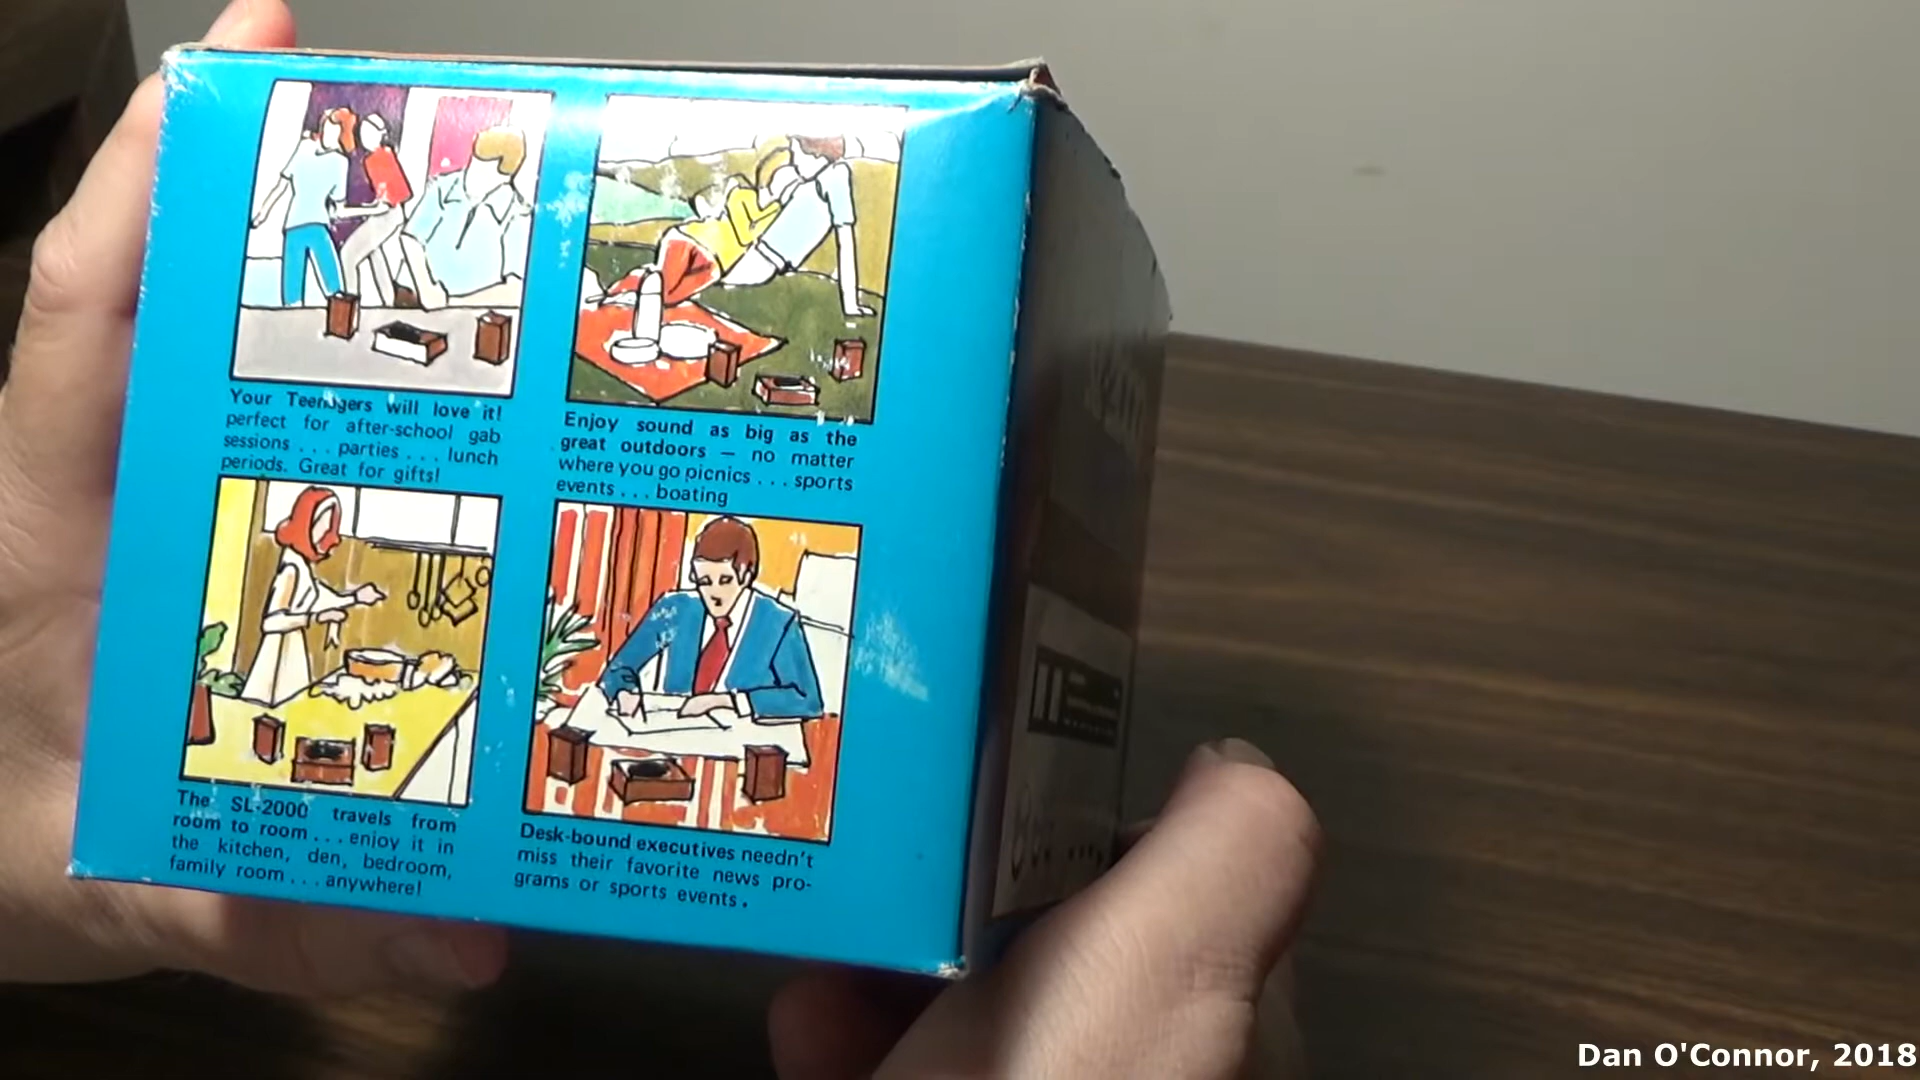 Your Teenagers will love it!
perfect for after-school gab
sessions . . . parties . . . lunch
periods. Great for gifts!
Enjoy sound as big as the
great outdoors — no matter
where you go picnics . . . sports
events . . . boating
The SL-2000 travels from
room to room . . . enjoy it in
the kitchen, den, bedroom,
family room . . . anywhere!
Desk-bound executives needn't
miss their favorite news pro-
grams or sports events.
Dan O'Connor, 2018